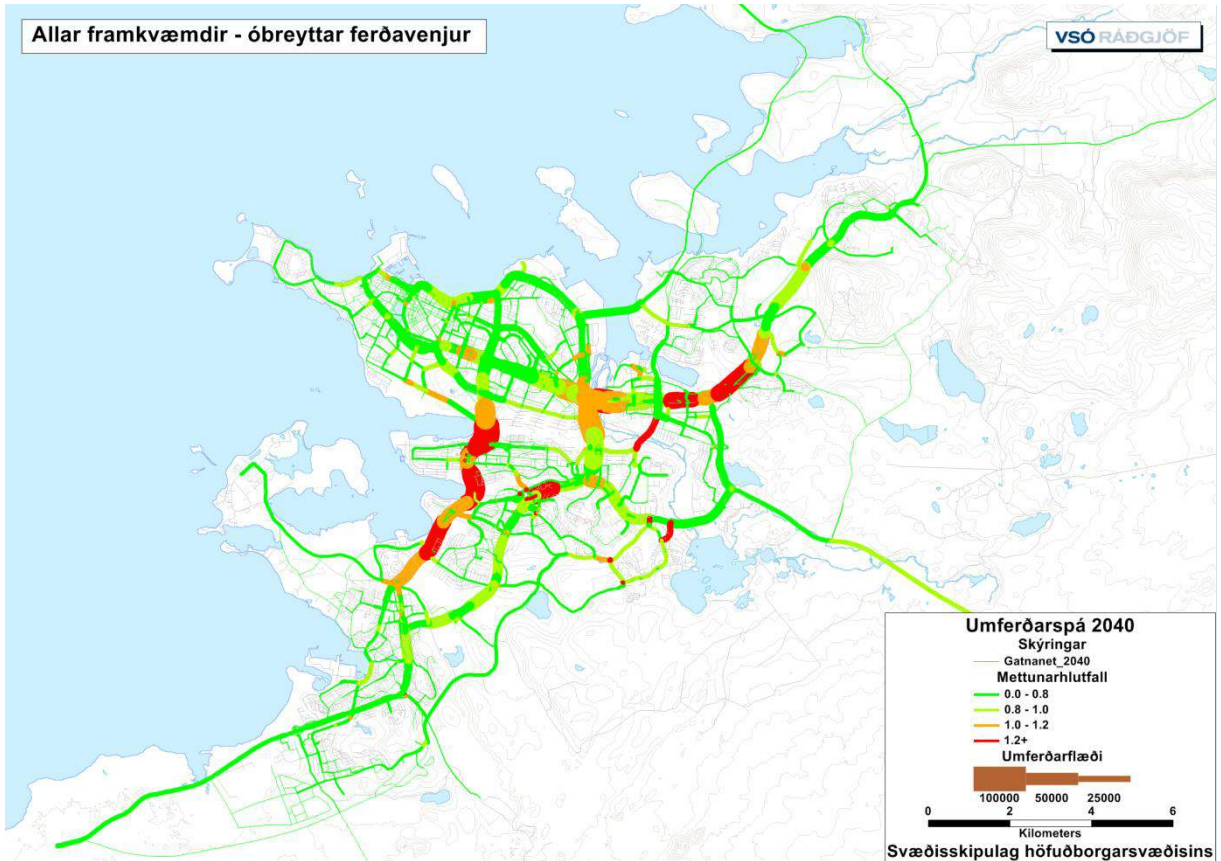 Allar framkvæmdir - óbreyttar ferðavenjur
VSÓ RÁÐGJÖF
Umferðarspá 2040
Skýringar
Gatnanet_2040
Mettunarhlutfall
0.0 - 0.8
0.8 - 1.0
1.0 - 1.2
1.2+
Umferðarflæði
100000 50000 25000
0 2 4 6
Kilometers
Svæðisskipulag höfuðborgarsvæðisins